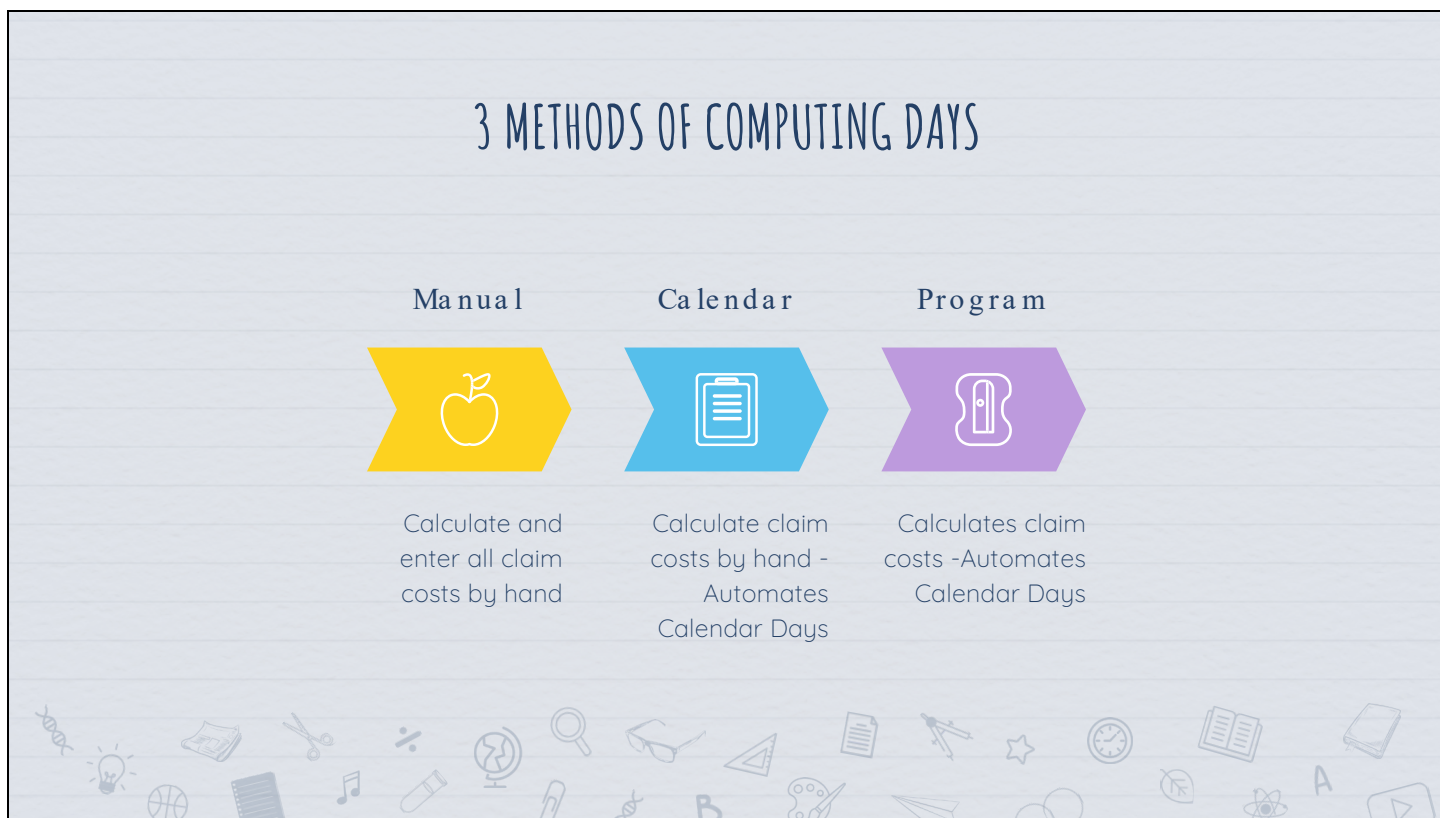 3 METHODS OF COMPUTING DAYS
Manual
Calendar
Program
Calculate and
enter all claim
costs by hand
Calculate claim
costs by hand -
Automates
Calendar Days
Calculates claim
costs -Automates
Calendar Days
B
A